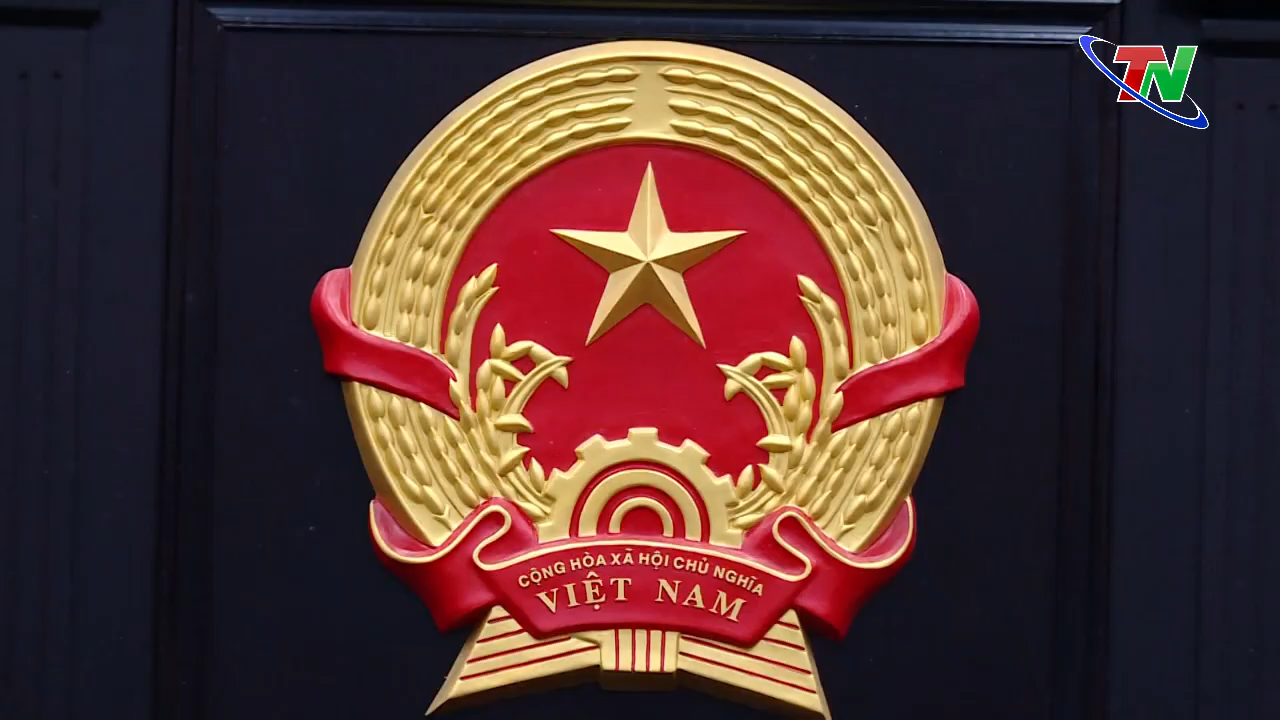 TN
CỘNG HÒA XÃ HỘI CHỦ NGHĨA
VIỆT NAM